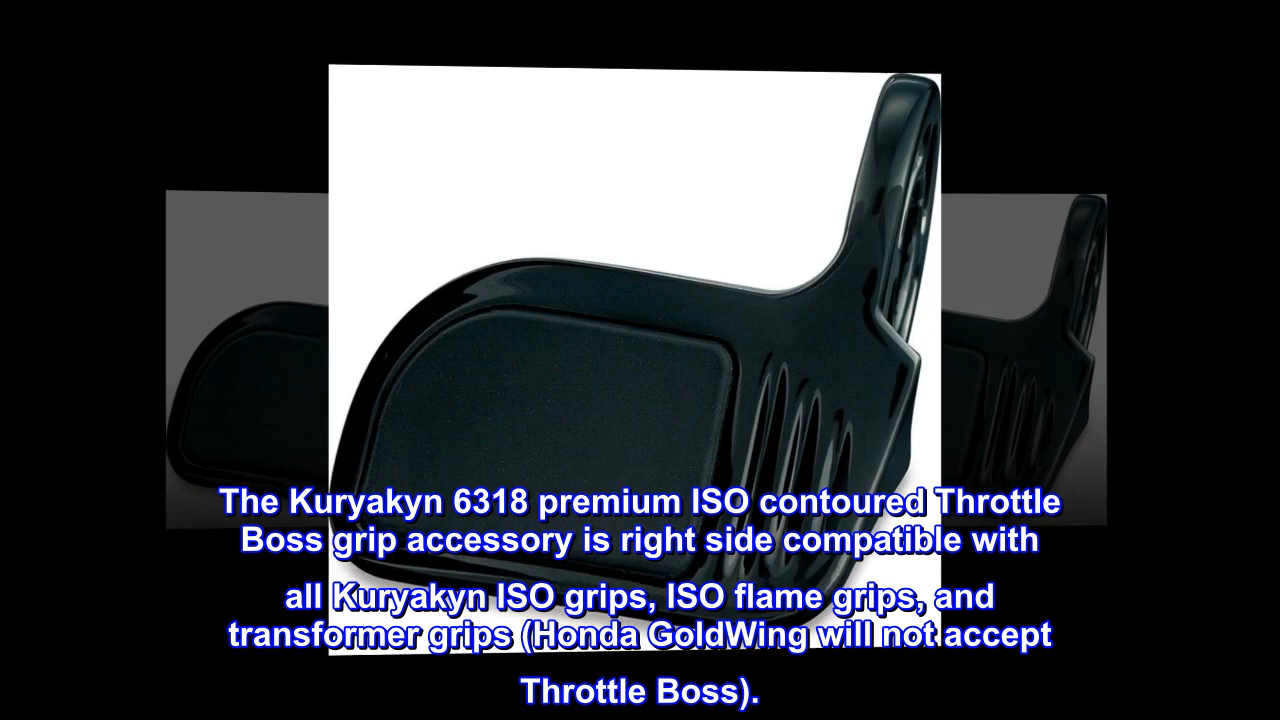 The Kuryakyn 6318 premium ISO contoured Throttle
Boss grip accessory is right side compatible with
all Kuryakyn ISO grips, ISO flame grips, and
transformer grips (Honda GoldWing will not accept
Throttle Boss).